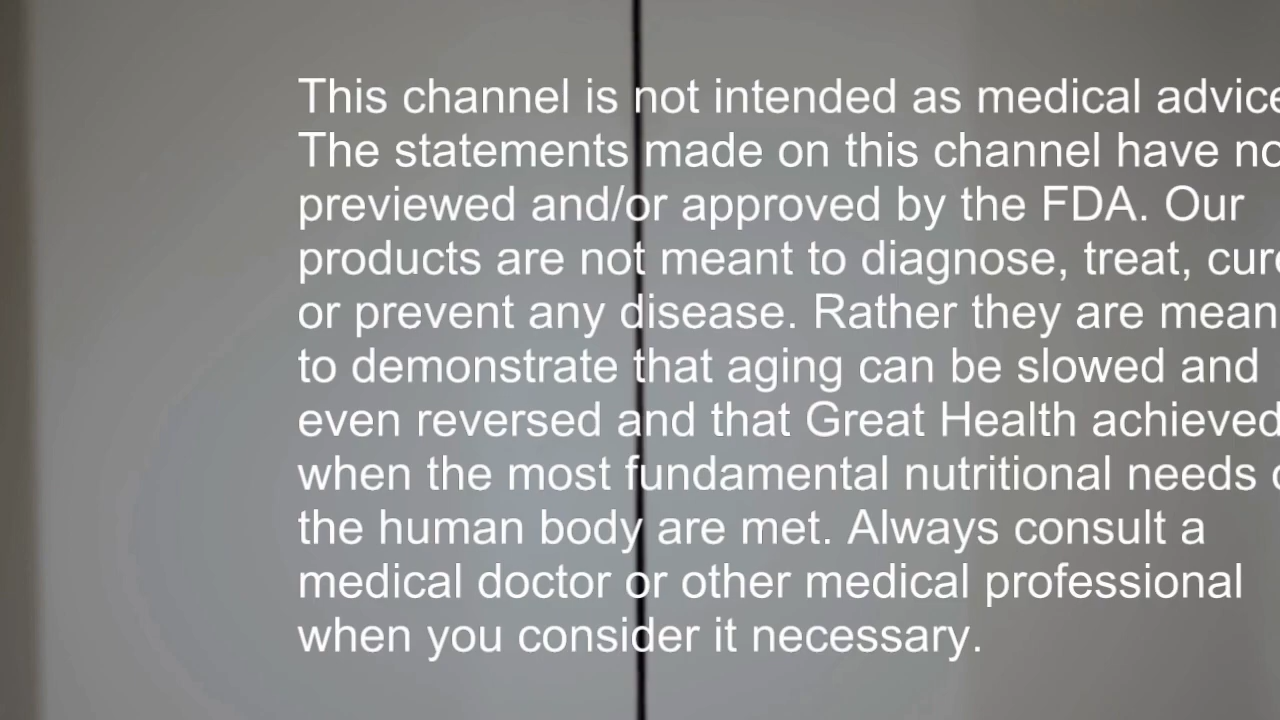 This channel is not intended as medical advice
The statements made on this channel have no
previewed and/or approved by the FDA. Our
products are not meant to diagnose, treat, cure
or prevent any disease. Rather they are mean
to demonstrate that aging can be slowed and
even reversed and that Great Health achieved
when the most fundamental nutritional needs
the human body are met. Always consult a
medical doctor or other medical professional
when you consider it necessary.